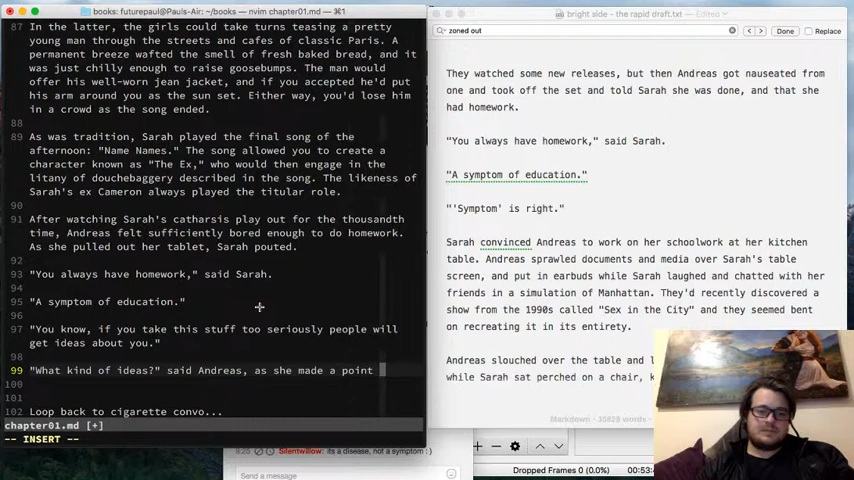 books: futurepaul@Pauls-Air: ~/books — nvim chapter01.md — ⌘1
87 In the latter, the girls could take turns teasing a pretty
young man through the streets and cafes of classic Paris. A
permanent breeze wafted the smell of fresh baked bread, and it
was just chilly enough to raise goosebumps. The man would
offer his well-worn jean jacket, and if you accepted he'd put
his arm around you as the sun set. Either way, you'd lose him
in a crowd as the song ended.
88
89 As was tradition, Sarah played the final song of the
afternoon: "Name Names." The song allowed you to create a
character known as "The Ex," who would then engage in the
litany of douchebaggery described in the song. The likeness of
Sarah's ex Cameron always played the titular role.
90
91 After watching Sarah's catharsis play out for the thousandth
time, Andreas felt sufficiently bored enough to do homework.
As she pulled out her tablet, Sarah pouted.
92
93 "You always have homework," said Sarah.
94
95 "A symptom of education."
96
97 "You know, if you take this stuff too seriously people will
get ideas about you."
98
99 "What kind of ideas?" said Andreas, as she made a point
100
101
102 Loop back to cigarette convo...
chapter01.md [+]
-- INSERT --
bright side - the rapid draft.txt — Edited
zoned out
Done
Replace
They watched some new releases, but then Andreas got nauseated from
one and took off the set and told Sarah she was done, and that she
had homework.
"You always have homework," said Sarah.
"A symptom of education."
"'Symptom' is right."
Sarah convinced Andreas to work on her schoolwork at her kitchen
table. Andreas sprawled documents and media over Sarah's table
screen, and put in earbuds while Sarah laughed and chatted with her
friends in a simulation of Manhattan. They'd recently discovered a
show from the 1990s called "Sex in the City" and they seemed bent
on recreating it in its entirety.
Andreas slouched over the table and l
while Sarah sat perched on a chair, k
Markdown - 35828 words
Silentwillow: its a disease, not a symptom :)
Send a message
Dropped Frames 0 (0.0%)
00:53:4